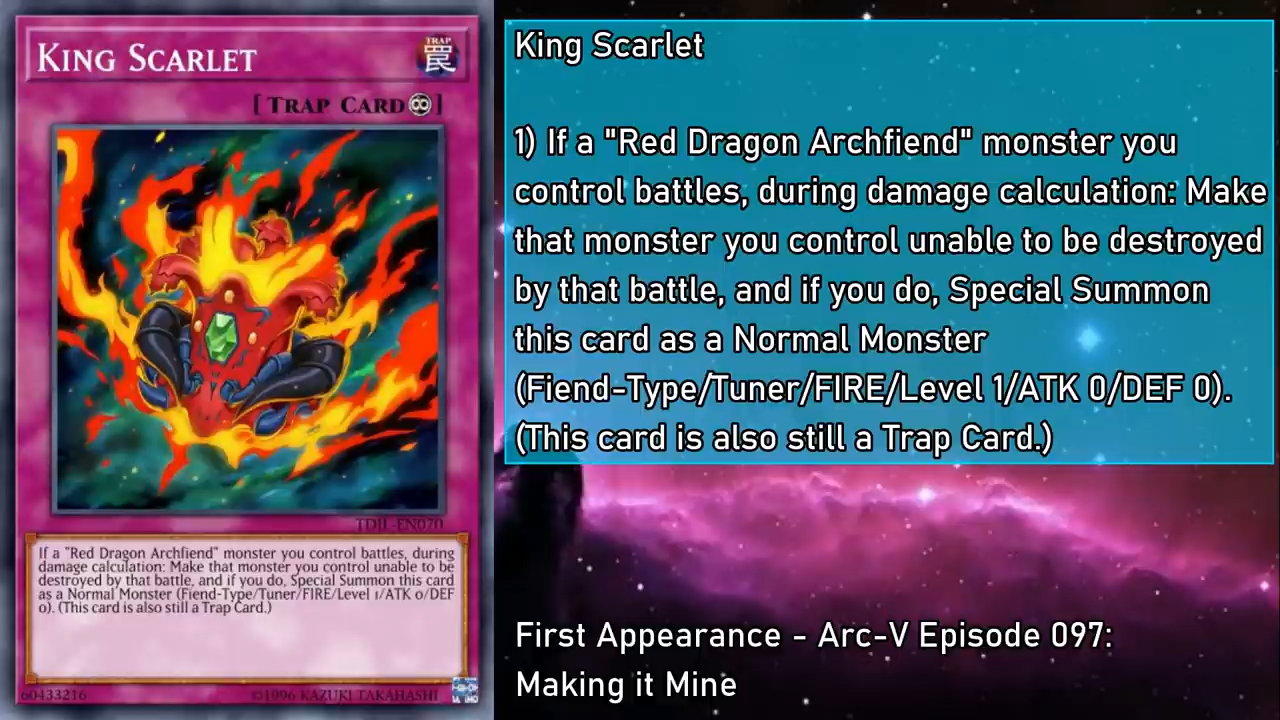 KING SCARLET
TRAP
罠
[ TRAP CARD ]
TDIL-EN070
If a "Red Dragon Archfiend" monster you control battles, during
damage calculation: Make that monster you control unable to be
destroyed by that battle, and if you do, Special Summon this card
as a Normal Monster (Fiend-Type/Tuner/FIRE/Level 1/ATK 0/DEF
0). (This card is also still a Trap Card.)
60433216
©1996 KAZUKI TAKAHASHI
King Scarlet
1) If a "Red Dragon Archfiend" monster you
control battles, during damage calculation: Make
that monster you control unable to be destroyed
by that battle, and if you do, Special Summon
this card as a Normal Monster
(Fiend-Type/Tuner/FIRE/Level 1/ATK 0/DEF 0).
(This card is also still a Trap Card.)
First Appearance - Arc-V Episode 097:
Making it Mine